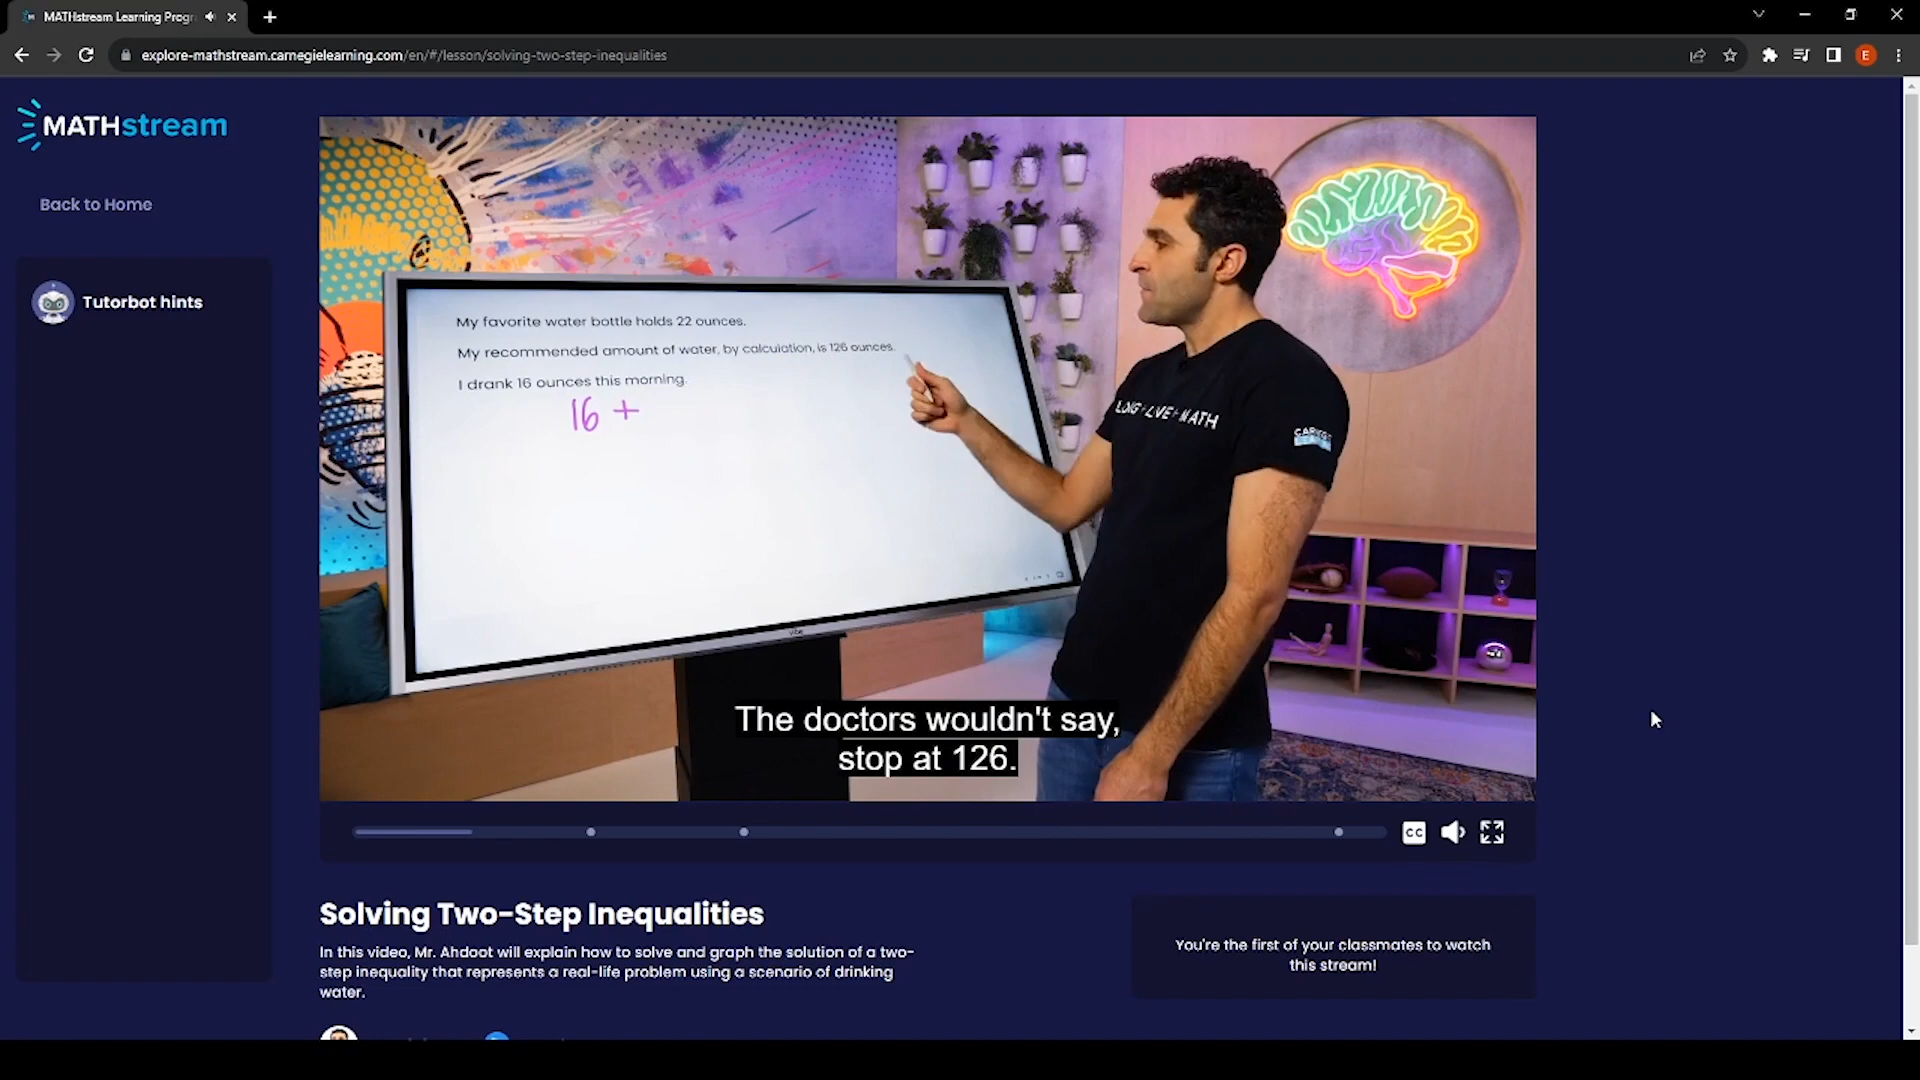 MATHstream Learning Progr
explore-mathstream.carnegielearning.com/en/#/lesson/solving-two-step-inequalities
E
MATHstream
Back to Home
Tutorbot hints
My favorite water bottle holds 22 ounces.
My recommended amount of water, by calculation, is 126 ounces.
I drank 16 ounces this morning.
16 +
LONG + LIVE + MATH
vibe
The doctors wouldn't say,
stop at 126.
CC
Solving Two-Step Inequalities
In this video, Mr. Ahdoot will explain how to solve and graph the solution of a two-
step inequality that represents a real-life problem using a scenario of drinking
water.
You're the first of your classmates to watch
this stream!